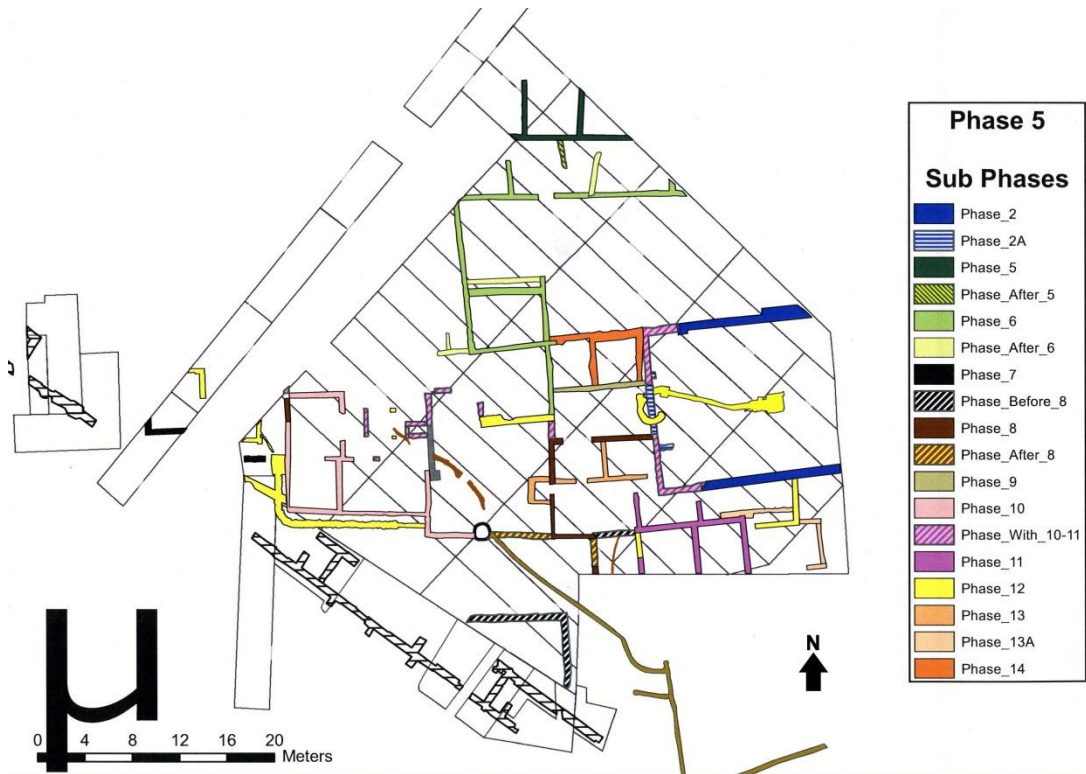 Phase 5
Sub Phases
Phase_2
Phase_2A
Phase_5
Phase_After_5
Phase_6
Phase_After_6
Phase_7
Phase_Before_8
Phase_8
Phase_After_8
Phase_9
Phase_10
Phase_With_10-11
Phase_11
Phase_12
Phase_13
Phase_13A
Phase_14
N
µ
0 4 8 12 16 20
Meters